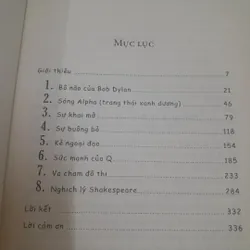 MỤC LỤC
Giới thiệu 7
1. Bộ não của Bob Dylan 21
2. Sóng Alpha (trạng thái xanh dương) 46
3. Sự khai mở 79
4. Sự buông bỏ 115
5. Kẻ ngoại đạo 154
6. Sức mạnh của Q 185
7. Va chạm đô thị 233
8. Nghịch lý Shakespeare 284
Lời kết 332
Lời cảm ơn 336